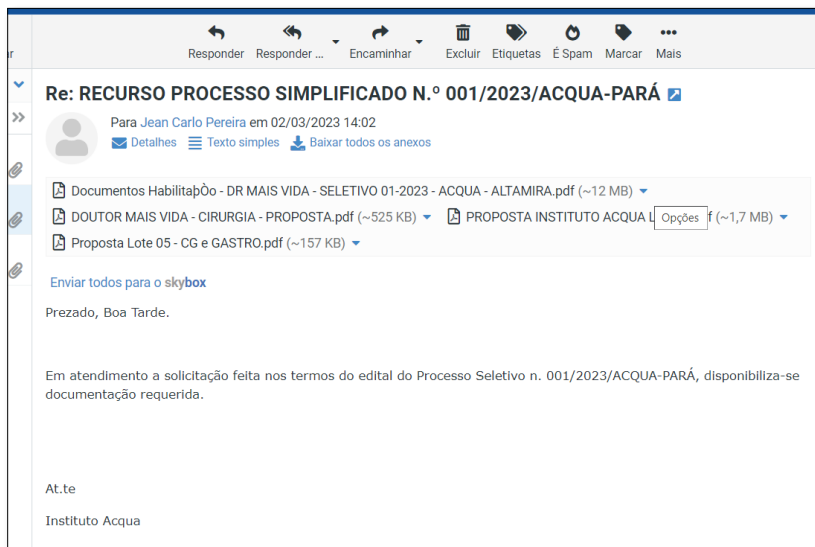 Responder Responder ... Encaminhar Excluir Etiquetas É Spam Marcar Mais
Re: RECURSO PROCESSO SIMPLIFICADO N.º 001/2023/ACQUA-PARÁ
Para Jean Carlo Pereira em 02/03/2023 14:02
Detalhes Texto simples Baixar todos os anexos
Documentos HabilitaþÒo - DR MAIS VIDA - SELETIVO 01-2023 - ACQUA - ALTAMIRA.pdf (~12 MB)
DOUTOR MAIS VIDA - CIRURGIA - PROPOSTA.pdf (~525 KB) PROPOSTA INSTITUTO ACQUA L Opções f (~1,7 MB)
Proposta Lote 05 - CG e GASTRO.pdf (~157 KB)
Enviar todos para o skybox
Prezado, Boa Tarde.
Em atendimento a solicitação feita nos termos do edital do Processo Seletivo n. 001/2023/ACQUA-PARÁ, disponibiliza-se
documentação requerida.
At.te
Instituto Acqua